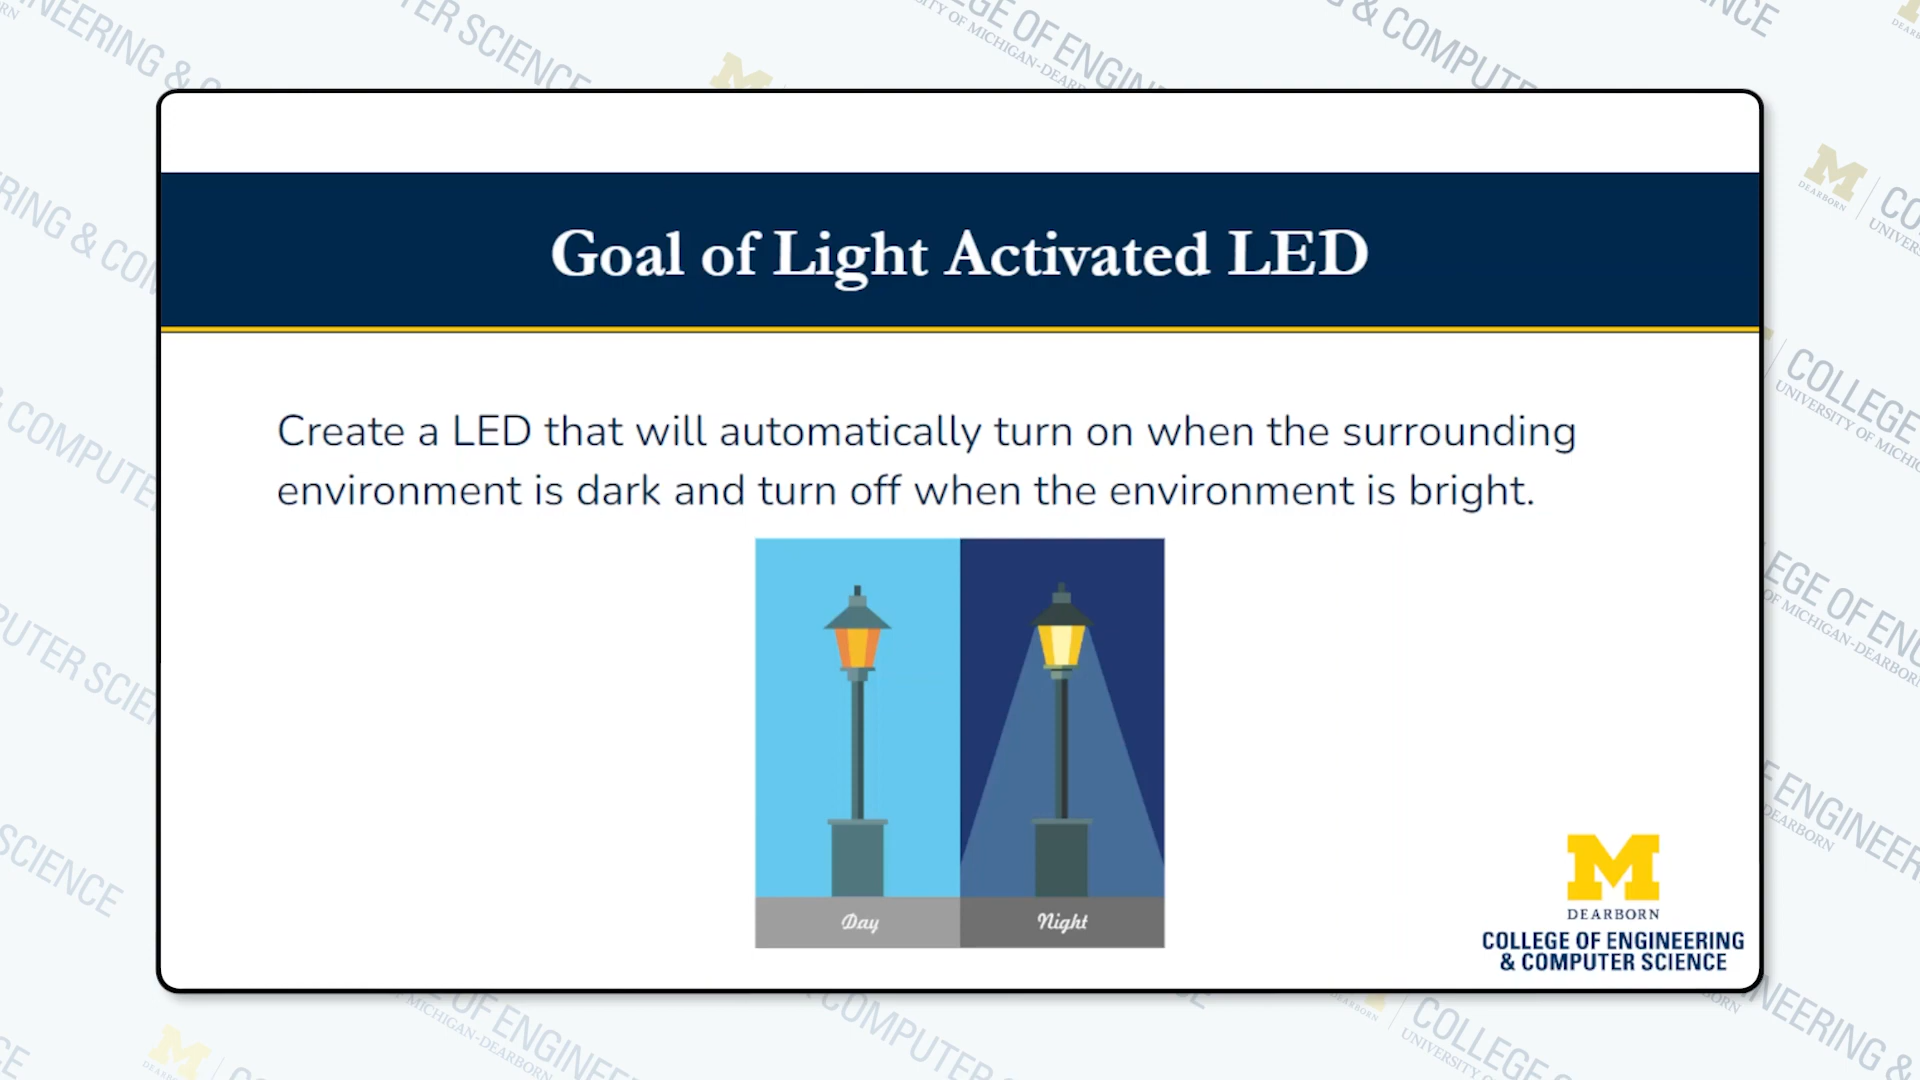 Goal of Light Activated LED
Create a LED that will automatically turn on when the surrounding
environment is dark and turn off when the environment is bright.
Day
Night
M
DEARBORN
COLLEGE OF ENGINEERING
& COMPUTER SCIENCE